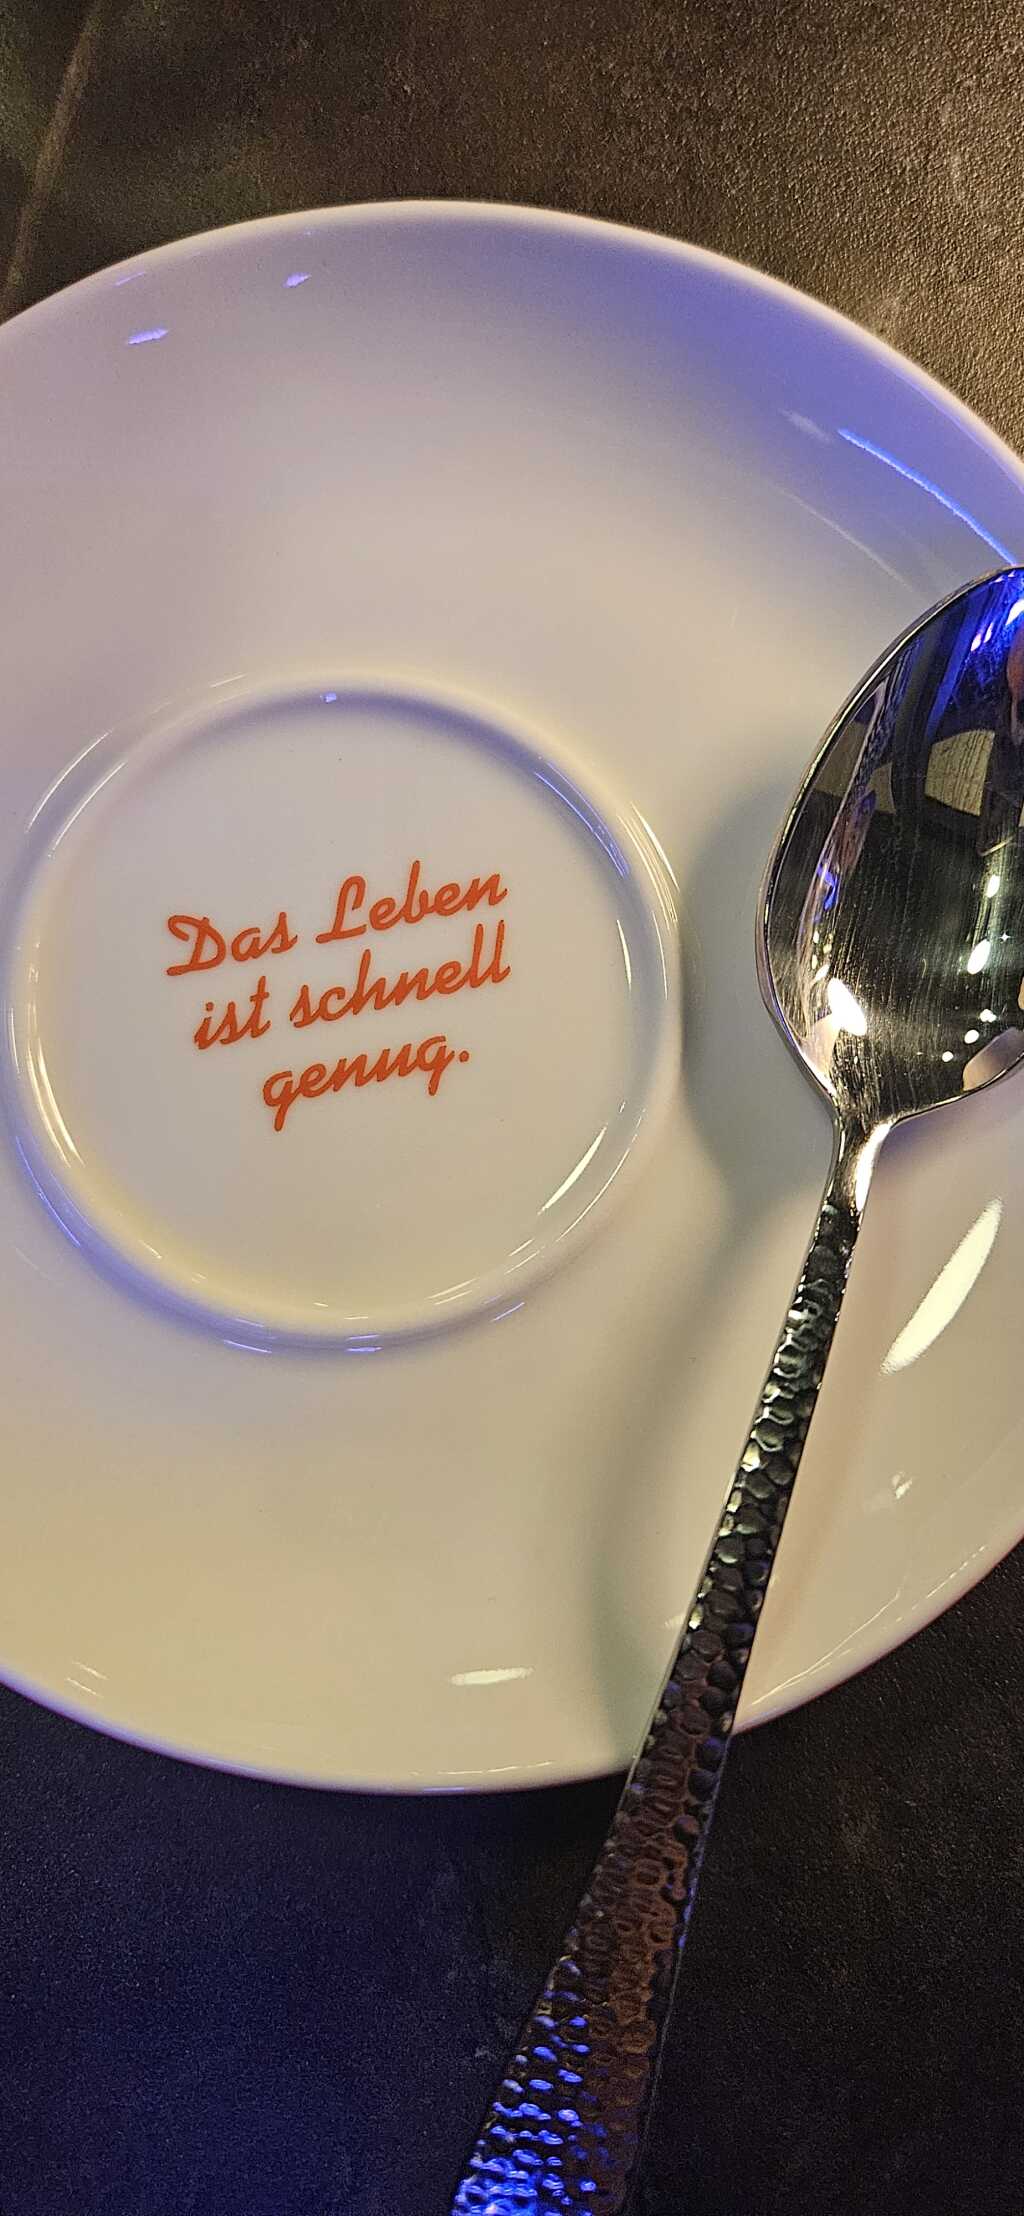 Das Leben
ist schnell
genug.